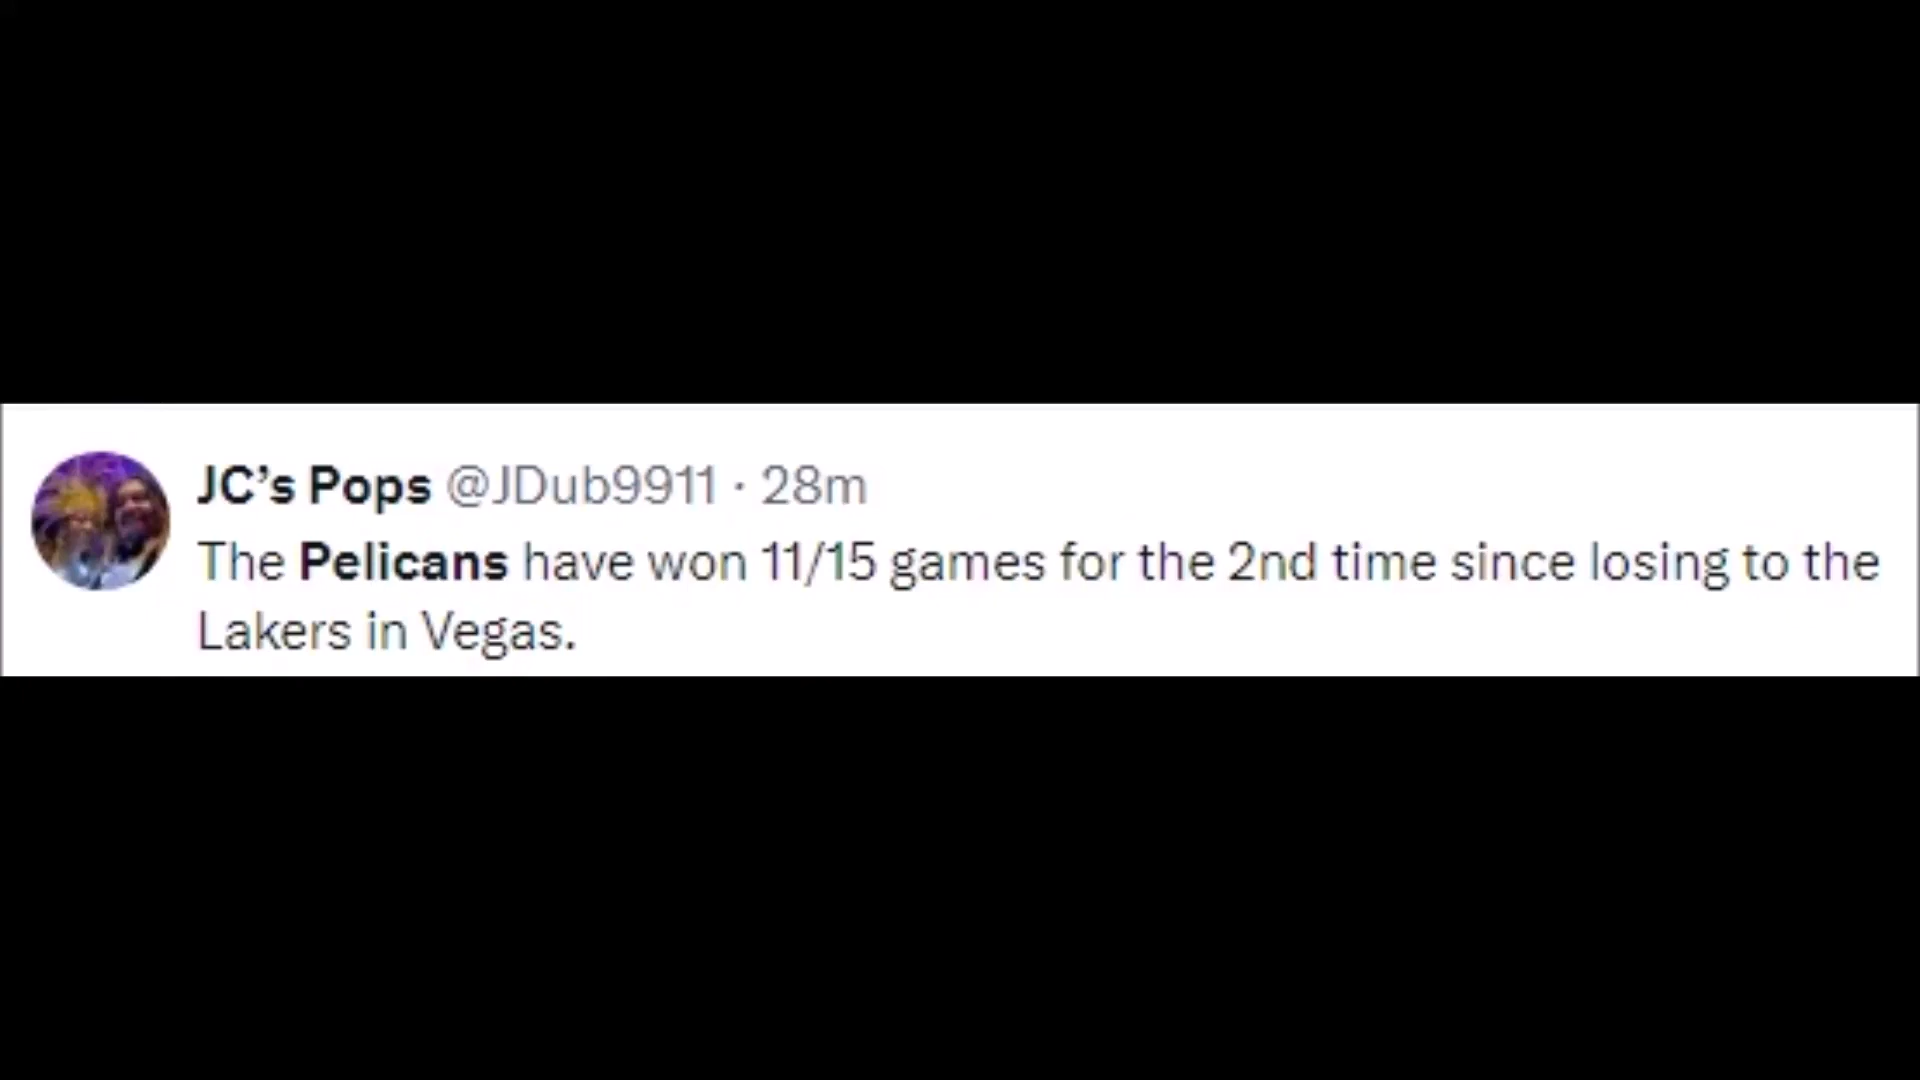 JC’s Pops @JDub9911 · 28m
The Pelicans have won 11/15 games for the 2nd time since losing to the
Lakers in Vegas.